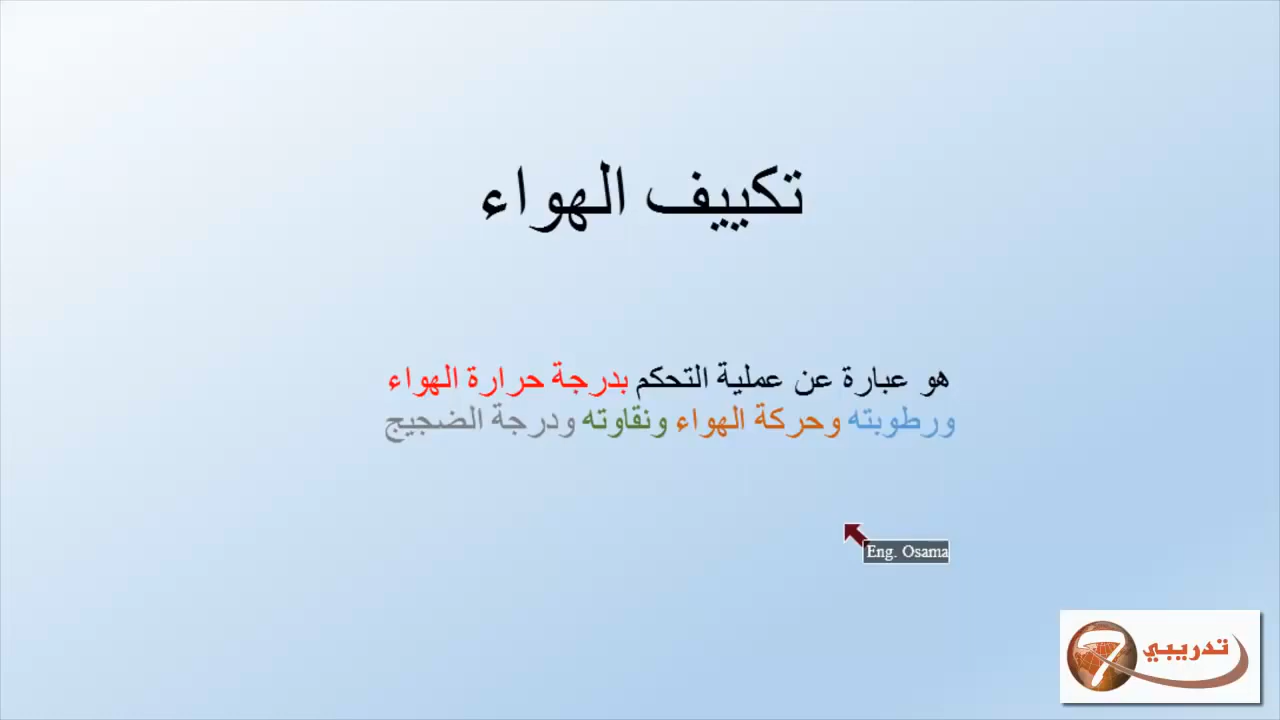 تكييف الهواء
هو عبارة عن عملية التحكم بدرجة حرارة الهواء
ورطوبته وحركة الهواء ونقاوته ودرجة الضجيج
Eng. Osama
تدريبي